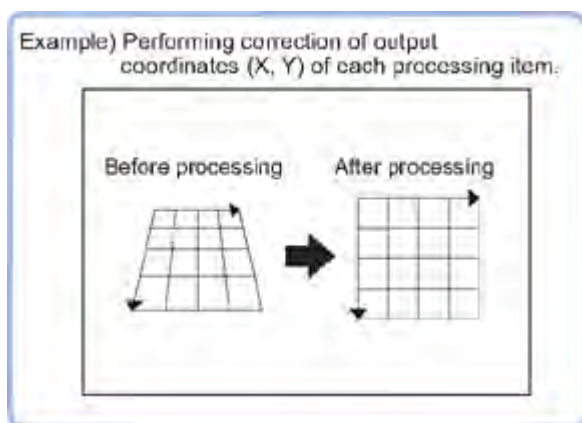 Example) Performing correction of output
coordinates (X, Y) of each processing item.
Before processing
After processing